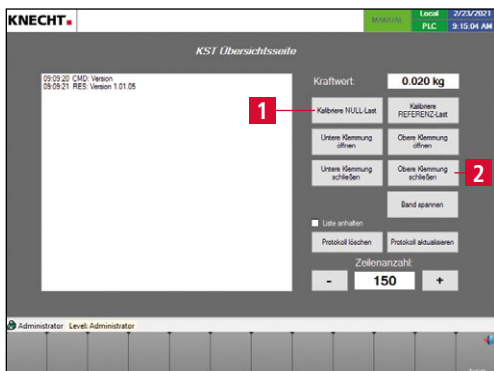 KNECHT
MANUAL
Local
PLC
2/23/2021
9:15:04 AM
KST Übersichtsseite
09:09:20 CMD: Version
09:09:21 RES: Version 1.01.05
Kraftwort:
0.020 kg
1
Kalibriere NULL-Last
Kalibriere
REFERENZ-Last
Untere Klemmung
öffnen
Obere Klemmung
öffnen
Untere Klemmung
schließen
Obere Klemmung
schließen
2
Band spannen
Liste anhalten
Protokoll löschen
Protokoll aktualisieren
Zeilenanzahl:
-
150
+
Administrator Level: Administrator